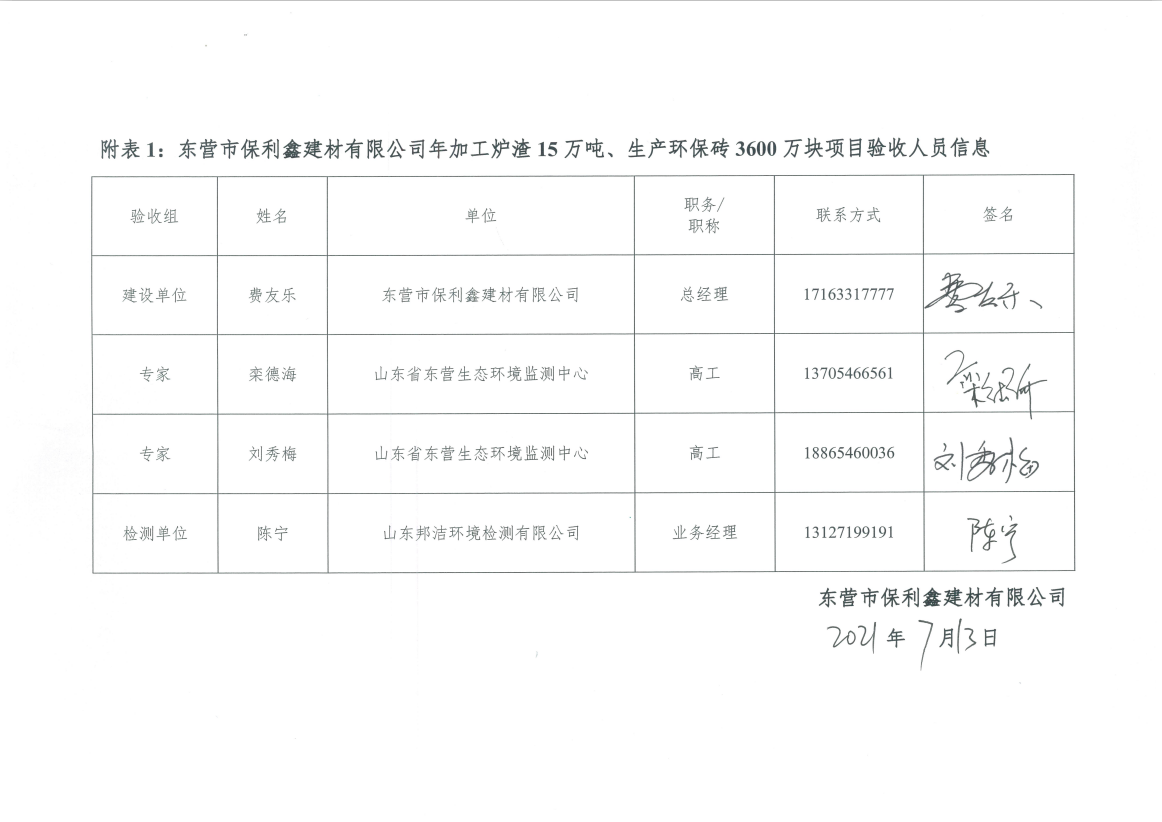 附表1：东营市保利鑫建材有限公司年加工炉渣15万吨、生产环保砖3600万块项目验收人员信息
验收组 姓名 单位 职务/职称 联系方式 签名
建设单位 费友乐 东营市保利鑫建材有限公司 总经理 17163317777 费友乐
专家 栾德海 山东省东营生态环境监测中心 高工 13705466561
专家 刘秀梅 山东省东营生态环境监测中心 高工 18865460036 刘秀梅
检测单位 陈宁 山东邦洁环境检测有限公司 业务经理 13127199191 陈宁
东营市保利鑫建材有限公司
2021年7月13日